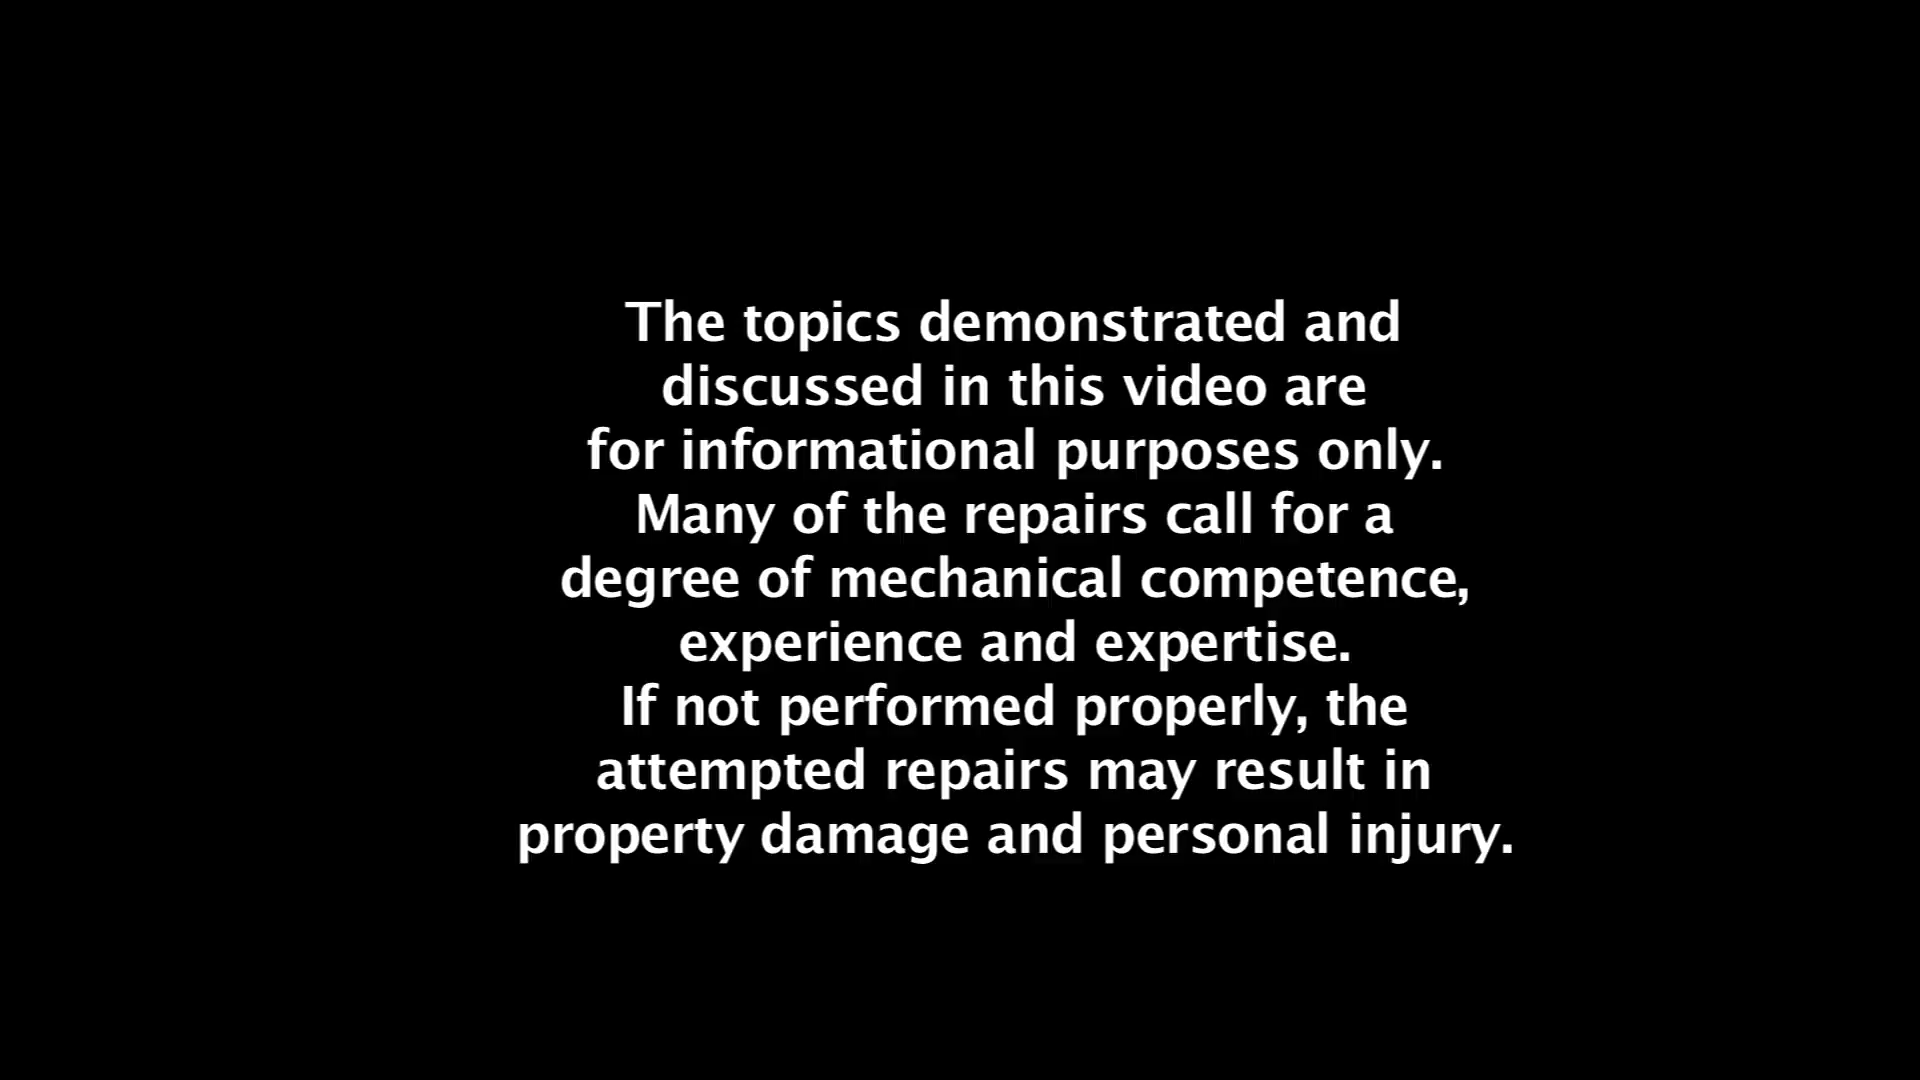 The topics demonstrated and
discussed in this video are
for informational purposes only.
Many of the repairs call for a
degree of mechanical competence,
experience and expertise.
If not performed properly, the
attempted repairs may result in
property damage and personal injury.